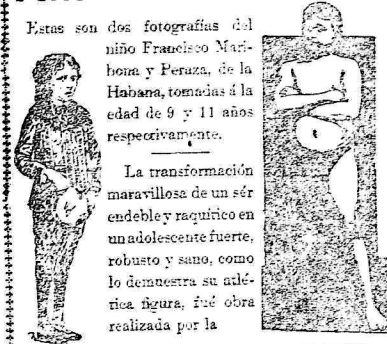 Estas son dos fotografías del
niño Francisco Mari-
bona y Peraza, de la
Habana, tomadas á la
edad de 9 y 11 años
respectivamente.
La transformación
maravillosa de un sér
endeble y raquítico en
un adolescente fuerte,
robusto y sano, como
lo demuestra su atlé-
tica figura, fué obra
realizada por la